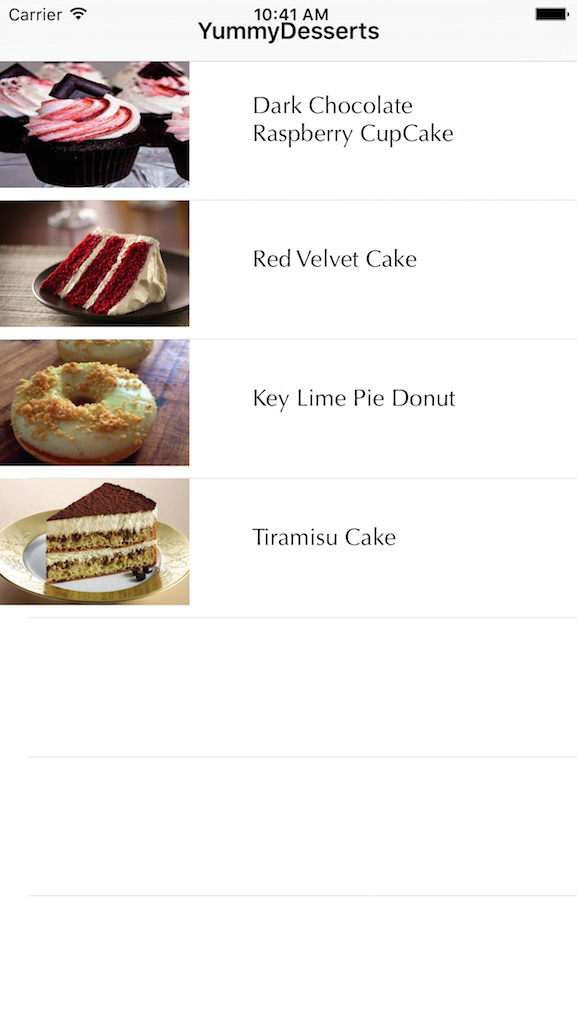 Carrier 10:41 AM
YummyDesserts
Dark Chocolate
Raspberry CupCake
Red Velvet Cake
Key Lime Pie Donut
Tiramisu Cake